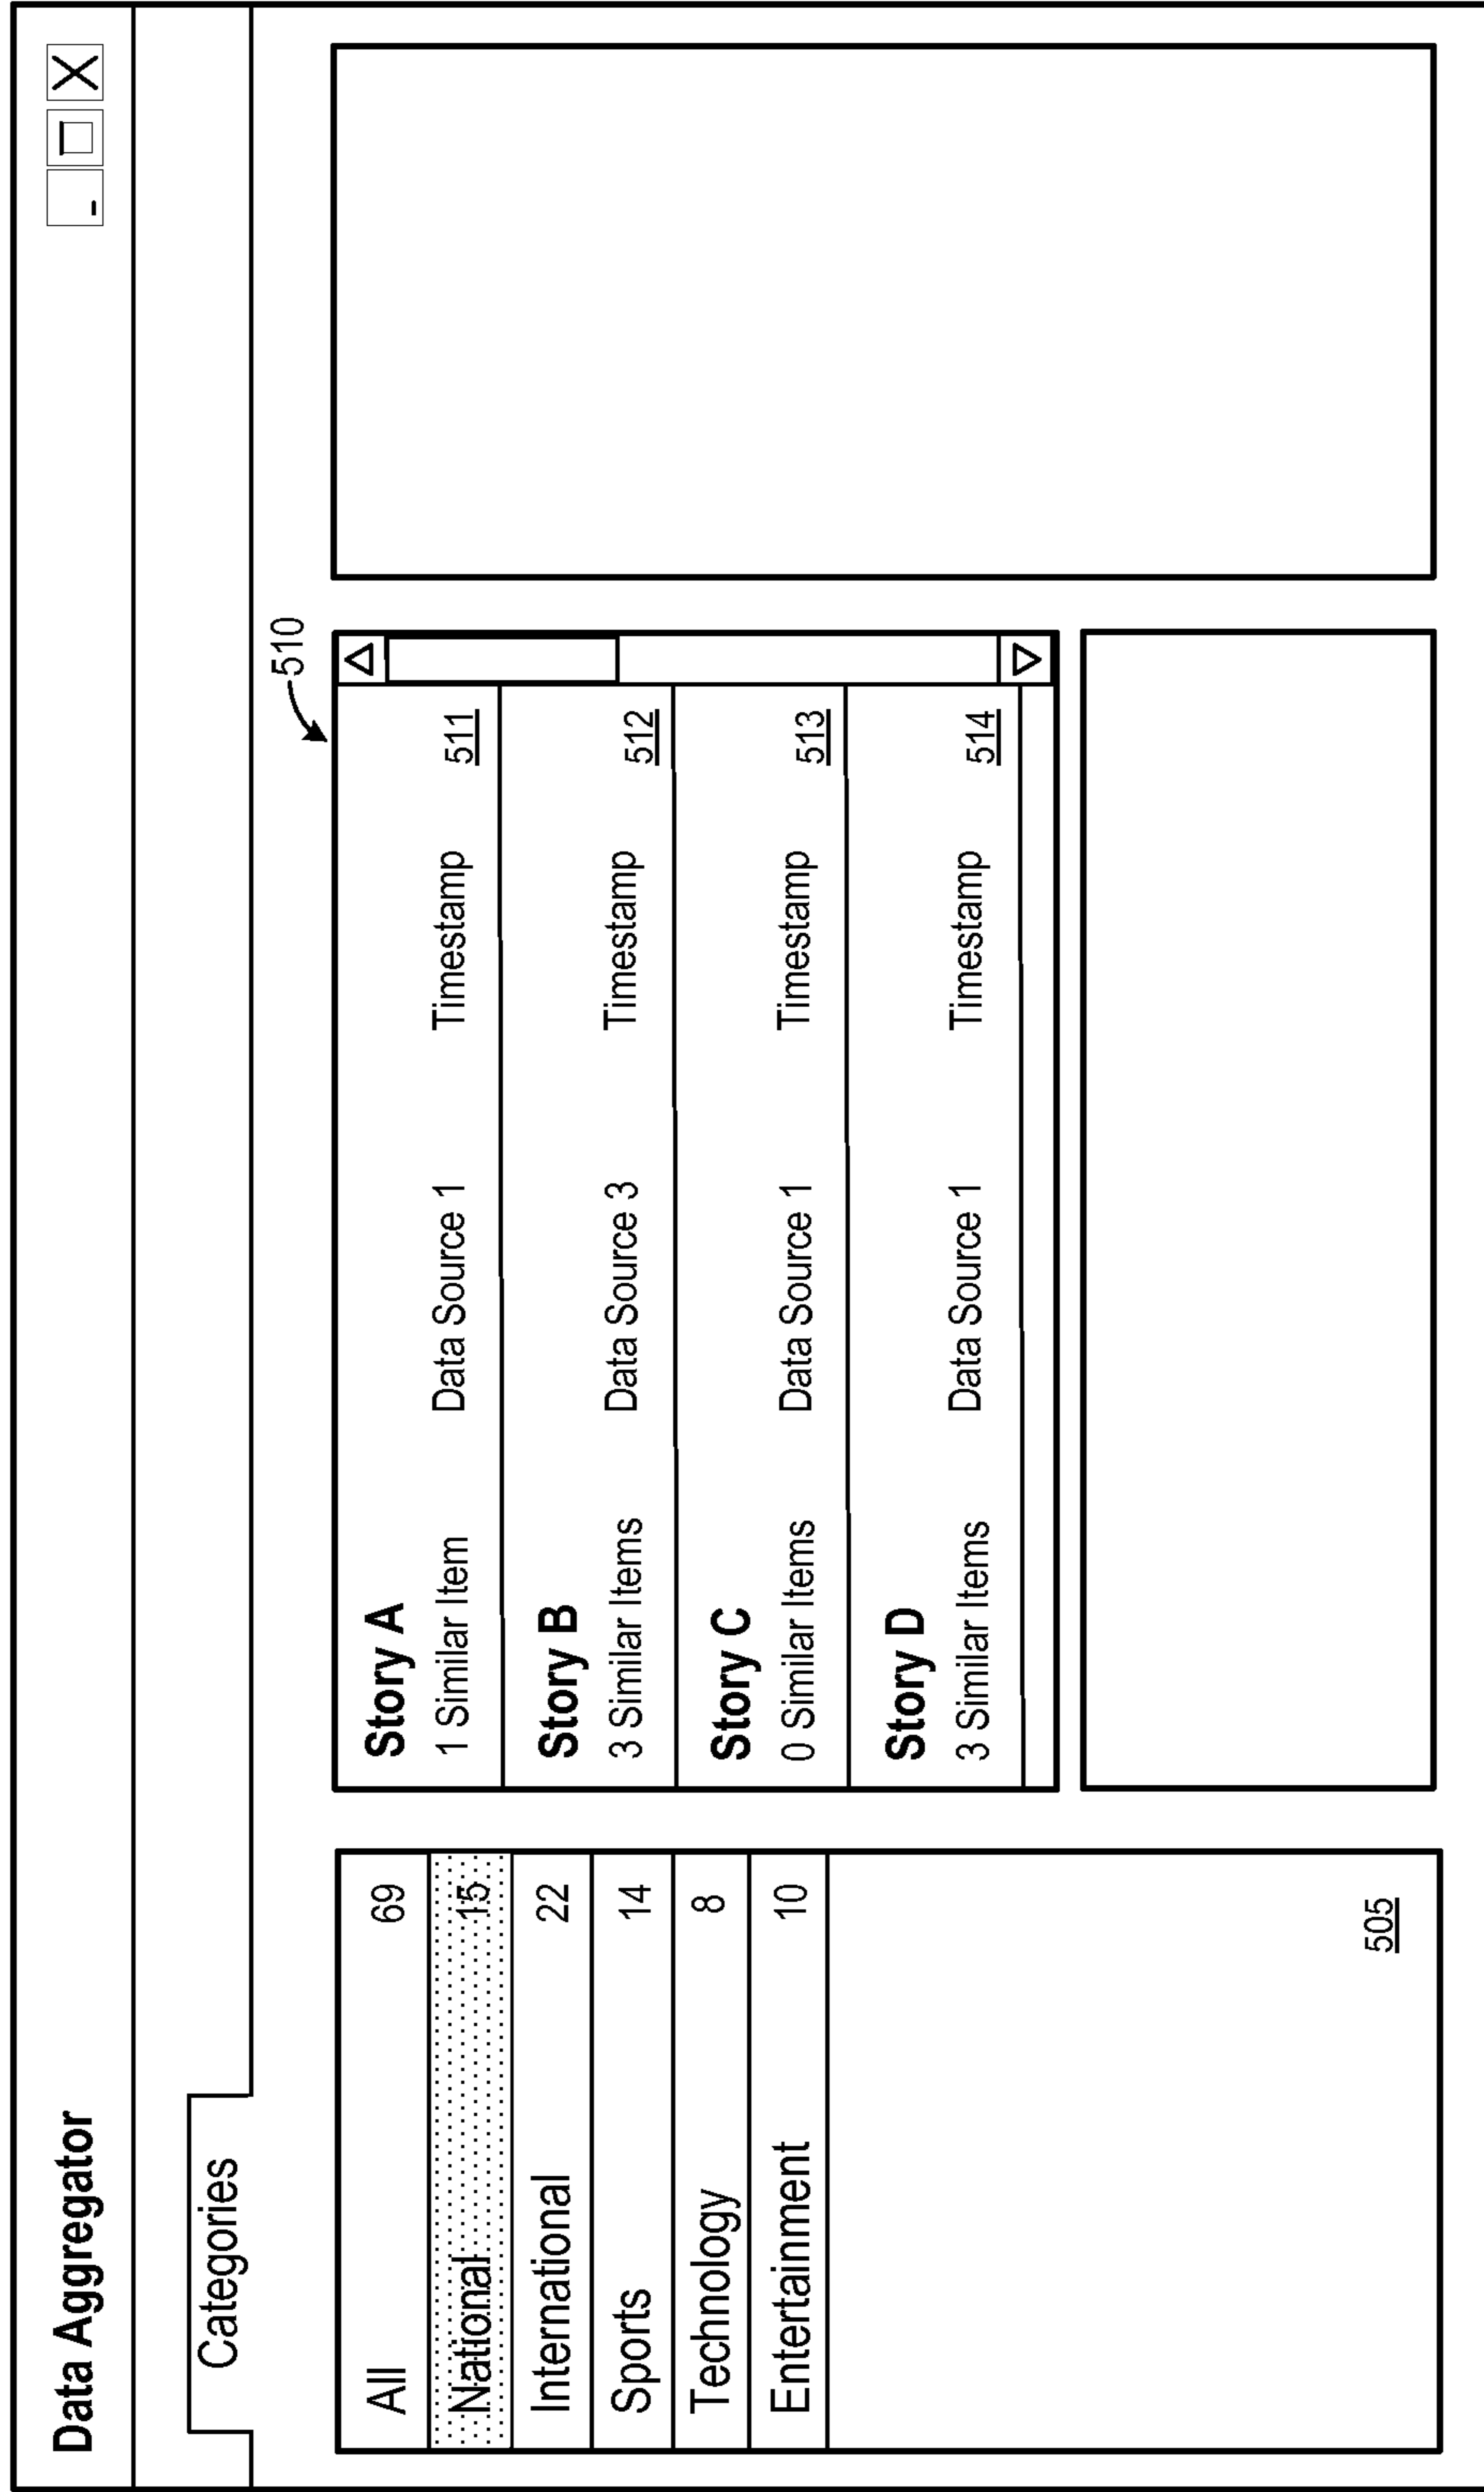 Data Aggregator
Categories
All 69
National 15
International 22
Sports 14
Technology 8
Entertainment 10
505
510
Story A
1 Similar Item Data Source 1 Timestamp 511
Story B
3 Similar Items Data Source 3 Timestamp 512
Story C
0 Similar Items Data Source 1 Timestamp 513
Story D
3 Similar Items Data Source 1 Timestamp 514